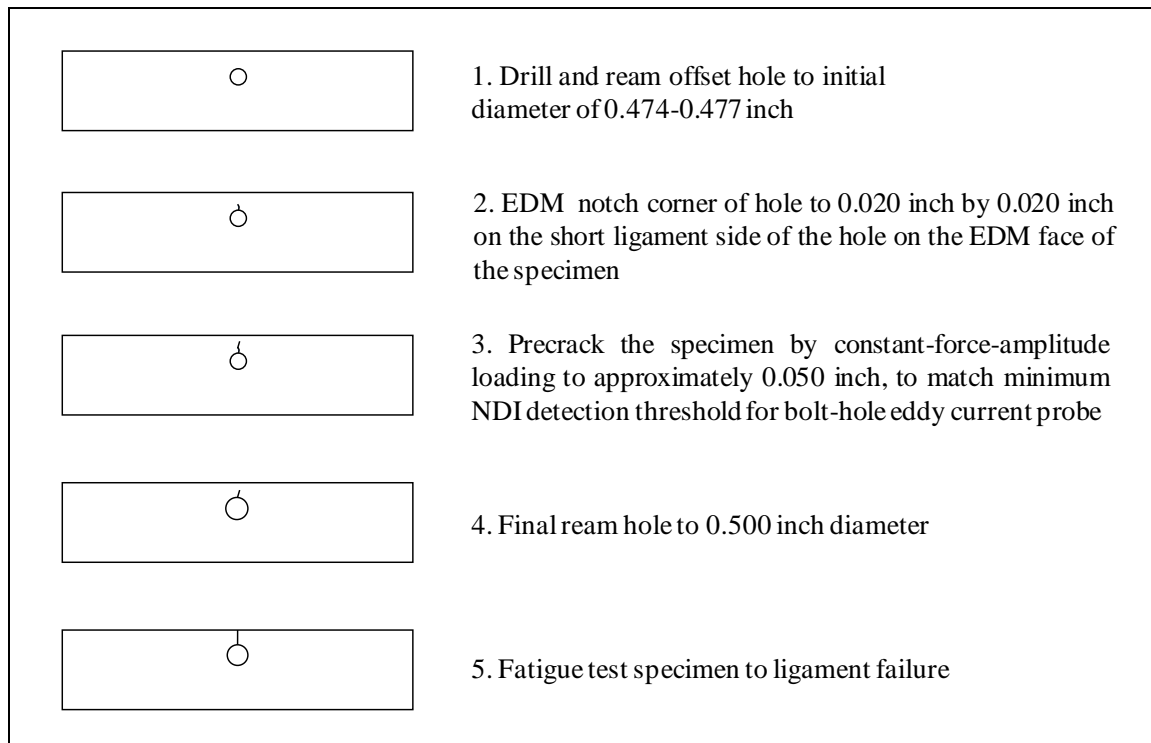 1. Drill and ream offset hole to initial
diameter of 0.474-0.477 inch
2. EDM notch corner of hole to 0.020 inch by 0.020 inch
on the short ligament side of the hole on the EDM face of
the specimen
3. Precrack the specimen by constant-force-amplitude
loading to approximately 0.050 inch, to match minimum
NDI detection threshold for bolt-hole eddy current probe
4. Final ream hole to 0.500 inch diameter
5. Fatigue test specimen to ligament failure